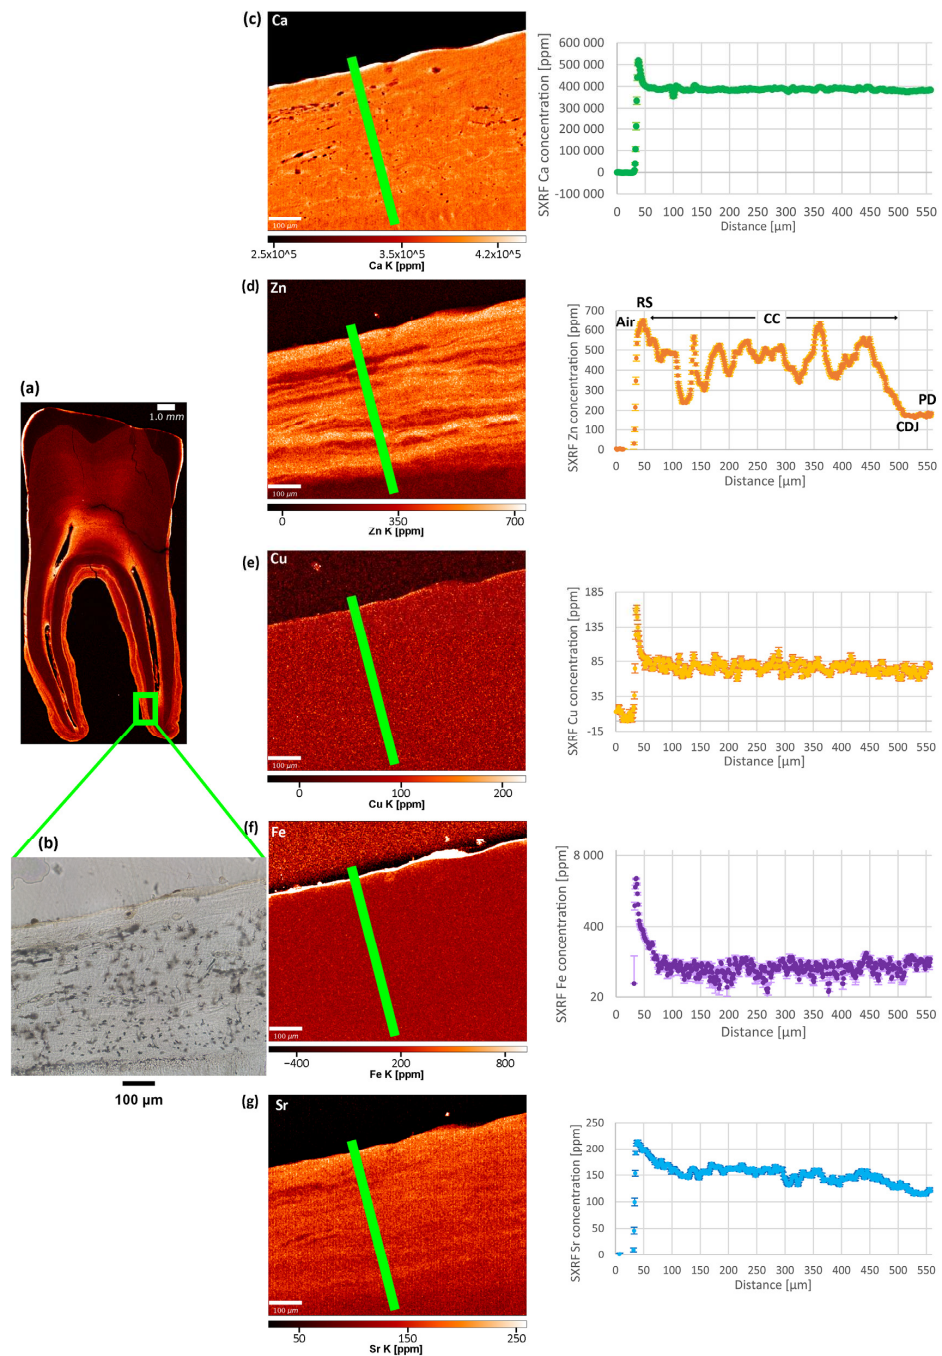 (c)
Ca
100 μm
2.5x10^5
3.5x10^5
4.2x10^5
Ca K [ppm]
SXRF Ca concentration [ppm]
600 000
500 000
400 000
300 000
200 000
100 000
0
-100 000
0 50 100 150 200 250 300 350 400 450 500 550
Distance [μm]
(d)
Zn
100 μm
0
350
700
Zn K [ppm]
SXRF Zn concentration [ppm]
700
600
500
400
300
200
100
0
RS
Air
CC
PD
CDJ
0 50 100 150 200 250 300 350 400 450 500 550
Distance [μm]
(a)
1.0 mm
(e)
Cu
100 μm
0
100
200
Cu K [ppm]
SXRF Cu concentration [ppm]
185
135
85
35
-15
0 50 100 150 200 250 300 350 400 450 500 550
Distance [μm]
(b)
100 μm
(f)
Fe
100 μm
−400
200
800
Fe K [ppm]
SXRF Fe concentration [ppm]
8 000
400
20
0 50 100 150 200 250 300 350 400 450 500 550
Distance [μm]
(g)
Sr
100 μm
50
150
250
Sr K [ppm]
SXRF Sr concentration [ppm]
250
200
150
100
50
0
0 50 100 150 200 250 300 350 400 450 500 550
Distance [μm]